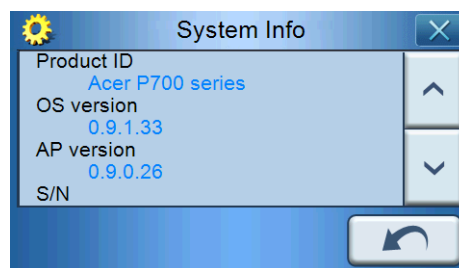 System Info
Product ID
Acer P700 series
OS version
0.9.1.33
AP version
0.9.0.26
S/N